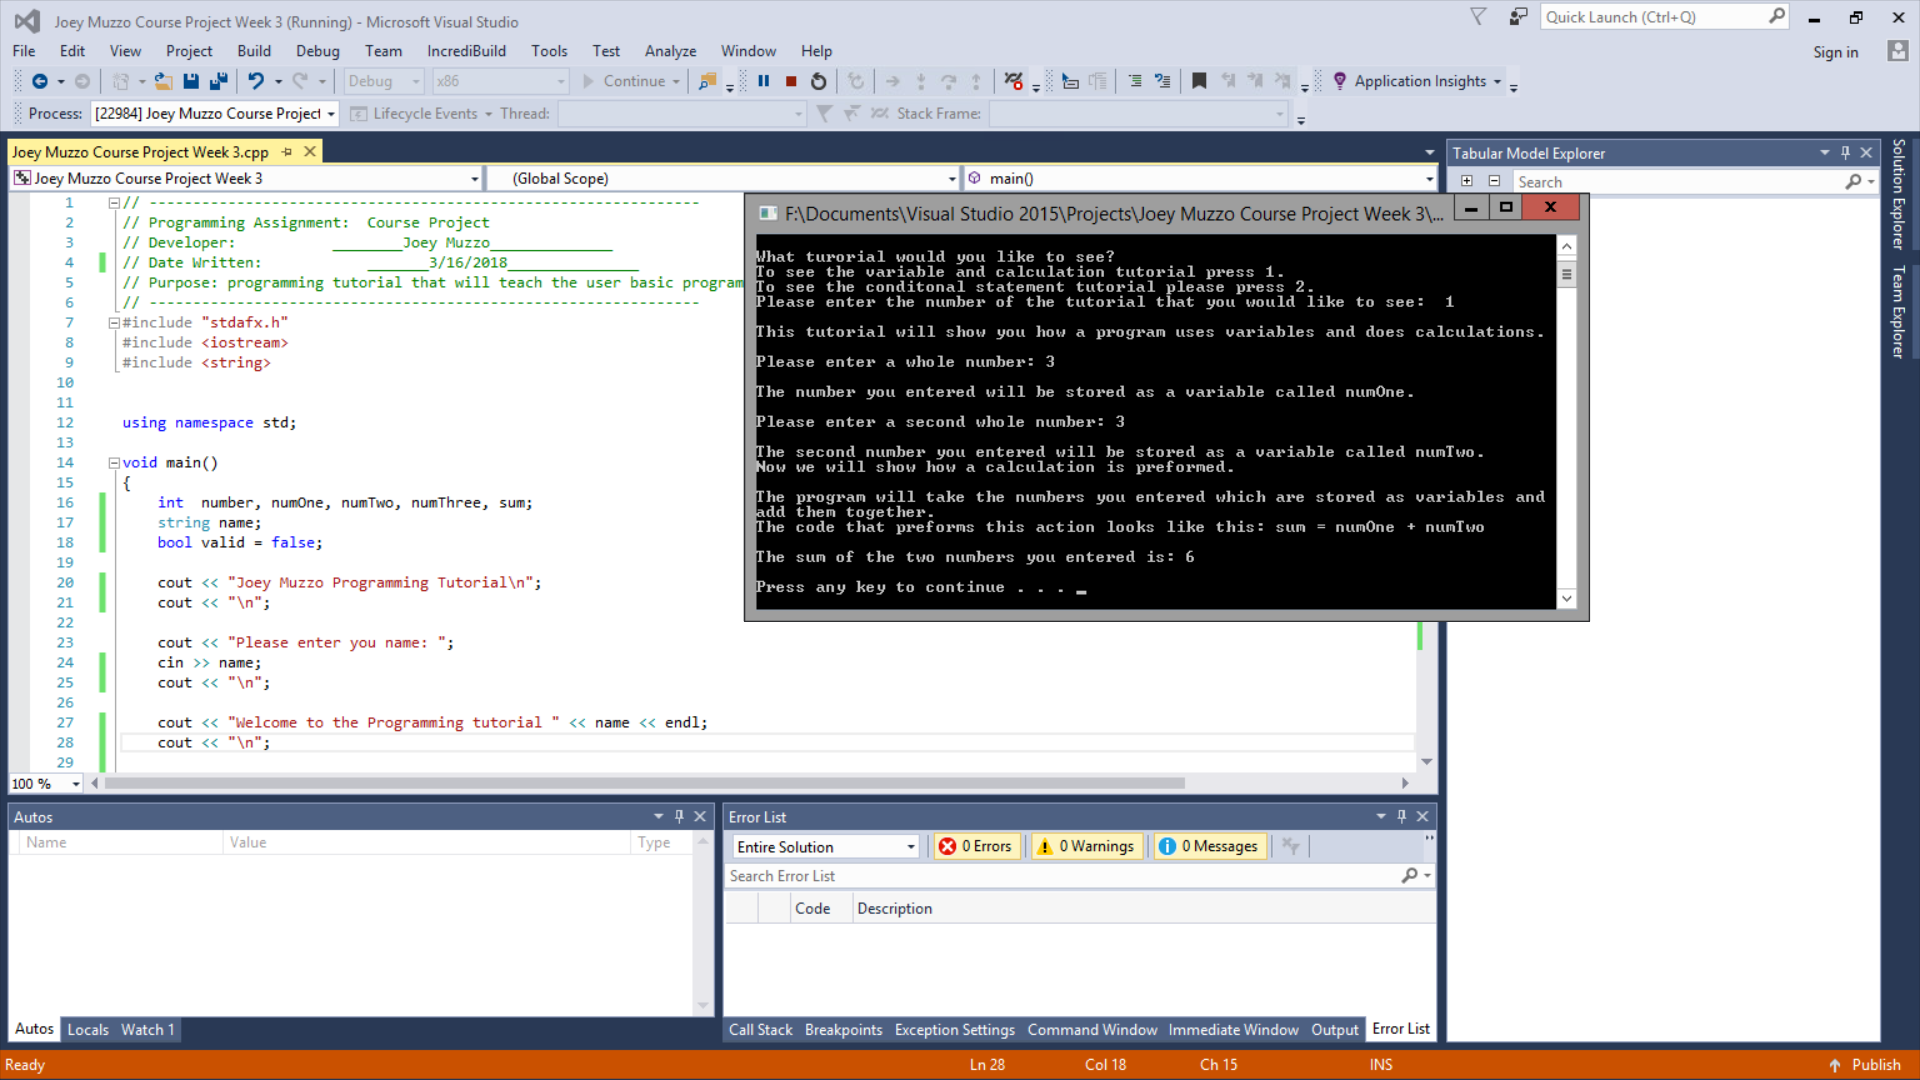 Joey Muzzo Course Project Week 3 (Running) - Microsoft Visual Studio
Quick Launch (Ctrl+Q)
File Edit View Project Build Debug Team IncrediBuild Tools Test Analyze Window Help
Sign in
Debug x86 Continue Application Insights
Process: [22984] Joey Muzzo Course Project Lifecycle Events Thread: Stack Frame:
Joey Muzzo Course Project Week 3.cpp
Joey Muzzo Course Project Week 3 (Global Scope) main()
1 // ---------------------------------------------------------------
2 // Programming Assignment:  Course Project
3 // Developer:           ________Joey Muzzo______________
4 // Date Written:            _______3/16/2018_______________
5 // Purpose: programming tutorial that will teach the user basic program
6 // ---------------------------------------------------------------
7 #include "stdafx.h"
8 #include <iostream>
9 #include <string>
10
11
12 using namespace std;
13
14 void main()
15 {
16     int  number, numOne, numTwo, numThree, sum;
17     string name;
18     bool valid = false;
19
20     cout << "Joey Muzzo Programming Tutorial\n";
21     cout << "\n";
22
23     cout << "Please enter you name: ";
24     cin >> name;
25     cout << "\n";
26
27     cout << "Welcome to the Programming tutorial " << name << endl;
28     cout << "\n";
29
100 %
F:\Documents\Visual Studio 2015\Projects\Joey Muzzo Course Project Week 3\...
What turorial would you like to see?
To see the variable and calculation tutorial press 1.
To see the conditonal statement tutorial please press 2.
Please enter the number of the tutorial that you would like to see:  1
This tutorial will show you how a program uses variables and does calculations.
Please enter a whole number: 3
The number you entered will be stored as a variable called numOne.
Please enter a second whole number: 3
The second number you entered will be stored as a variable called numTwo.
Now we will show how a calculation is preformed.
The program will take the numbers you entered which are stored as variables and
add them together.
The code that preforms this action looks like this: sum = numOne + numTwo
The sum of the two numbers you entered is: 6
Press any key to continue . . . _
Tabular Model Explorer
Search
Solution Explorer
Team Explorer
Autos
Name Value Type
Autos Locals Watch 1
Error List
Entire Solution 0 Errors 0 Warnings 0 Messages
Search Error List
Code Description
Call Stack Breakpoints Exception Settings Command Window Immediate Window Output Error List
Ready Ln 28 Col 18 Ch 15 INS Publish